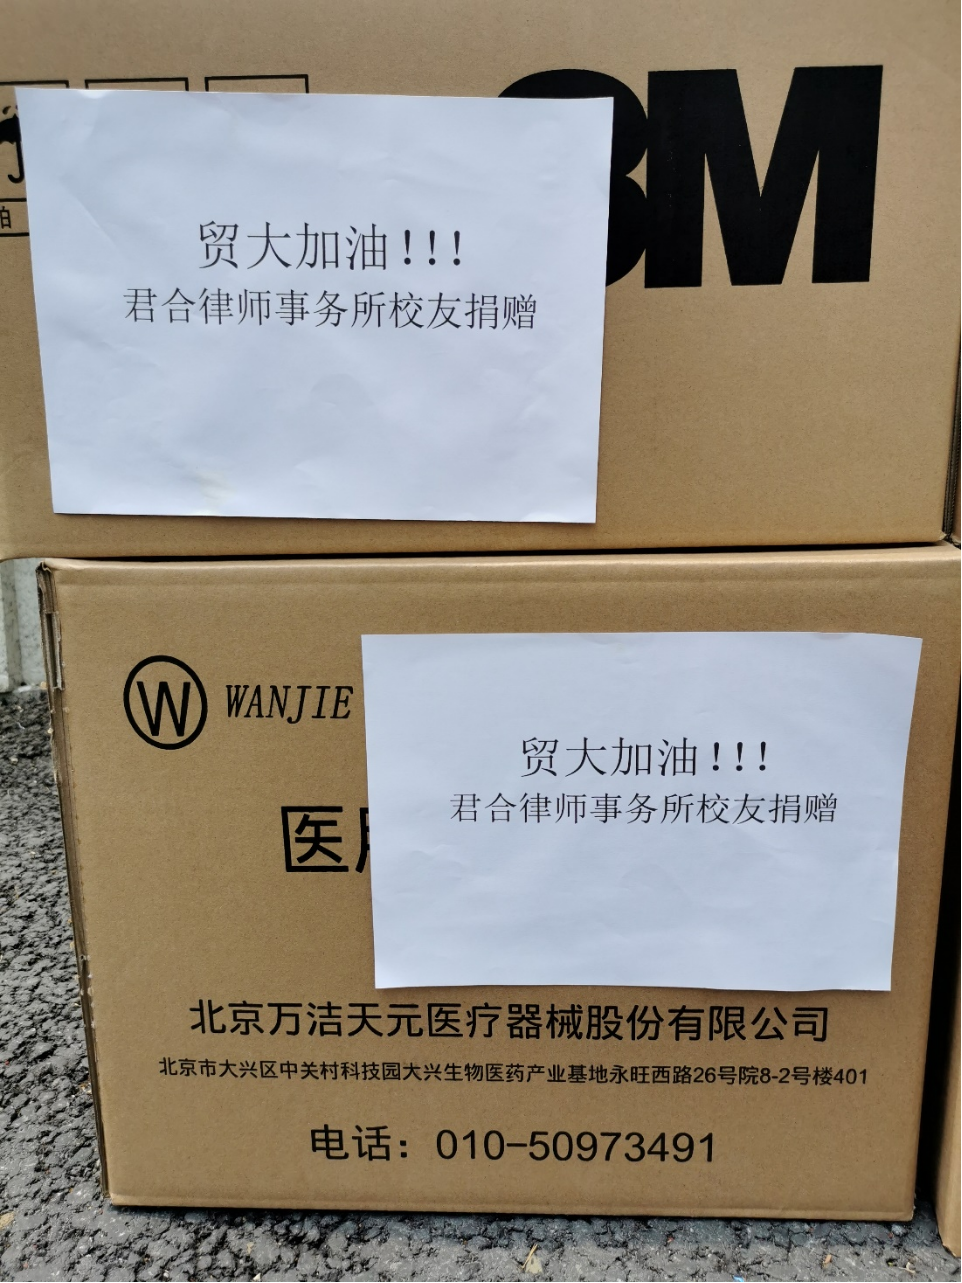 3M
贸大加油!!!
君合律师事务所校友捐赠
WANJIE
贸大加油!!!
君合律师事务所校友捐赠
医
北京万洁天元医疗器械股份有限公司
北京市大兴区中关村科技园大兴生物医药产业基地永旺西路26号院8-2号楼401
电话：010-50973491